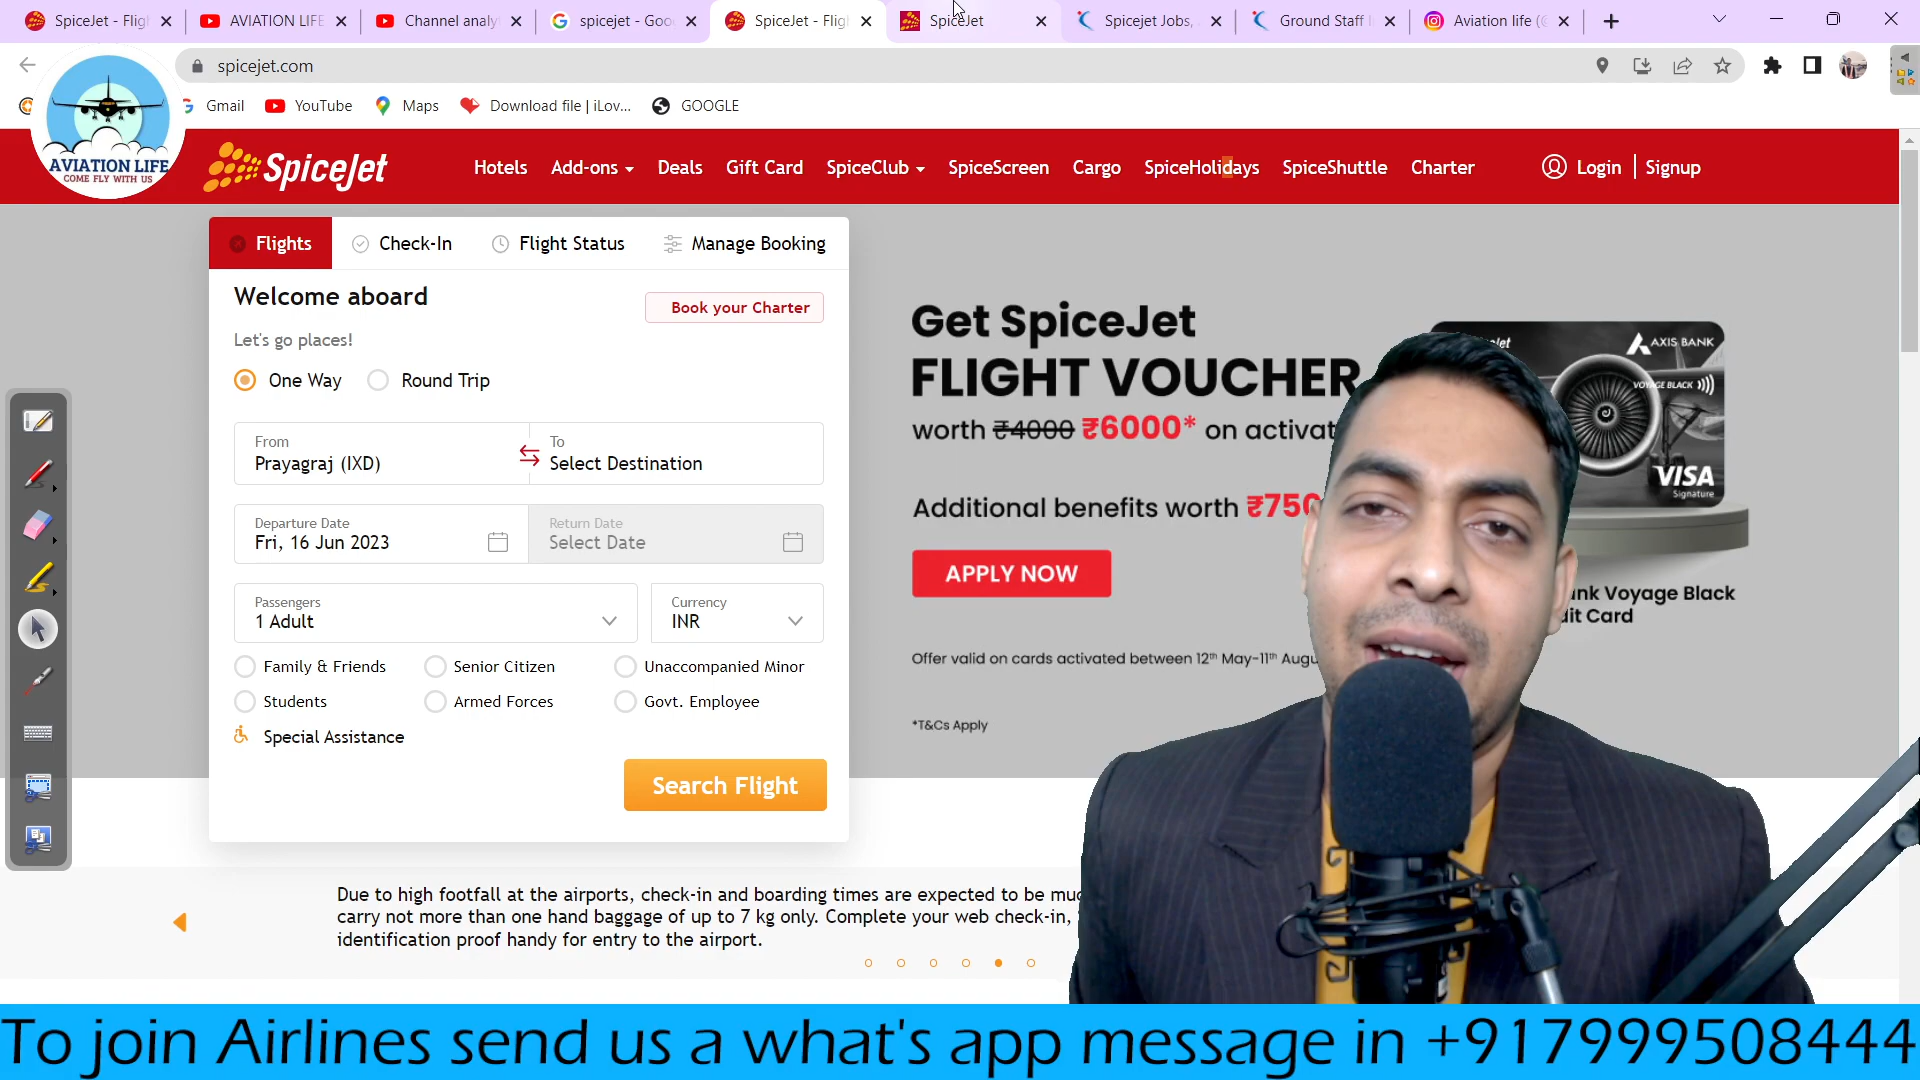 SpiceJet - Fligh
AVIATION LIFE
Channel analy
spicejet - Goo
SpiceJet - Fligh
SpiceJet
Spicejet Jobs,
Ground Staff I
Aviation life (@
spicejet.com
Gmail
YouTube
Maps
Download file | iLov...
GOOGLE
AVIATION LIFE
COME FLY WITH US
SpiceJet
Hotels
Add-ons
Deals
Gift Card
SpiceClub
SpiceScreen
Cargo
SpiceHolidays
SpiceShuttle
Charter
Login
Signup
Flights
Check-In
Flight Status
Manage Booking
Welcome aboard
Book your Charter
Let's go places!
One Way
Round Trip
From
Prayagraj (IXD)
To
Select Destination
Departure Date
Fri, 16 Jun 2023
Return Date
Select Date
Passengers
1 Adult
Currency
INR
Family & Friends
Senior Citizen
Unaccompanied Minor
Students
Armed Forces
Govt. Employee
Special Assistance
Search Flight
Get SpiceJet
FLIGHT VOUCHER
worth ₹4000 ₹6000* on activat
Additional benefits worth ₹750
APPLY NOW
Offer valid on cards activated between 12th May-11th Augu
*T&Cs Apply
AXIS BANK
VOYAGE BLACK
VISA
Signature
ank Voyage Black
dit Card
Due to high footfall at the airports, check-in and boarding times are expected to be muc
carry not more than one hand baggage of up to 7 kg only. Complete your web check-in,
identification proof handy for entry to the airport.
To join Airlines send us a what's app message in +917999508444